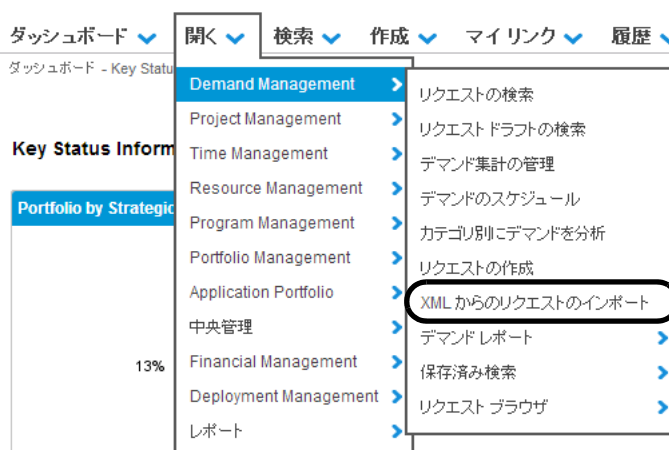 ダッシュボード
開く
検索
作成
マイ リンク
履歴
ダッシュボード - Key Statu
Key Status Inform
Portfolio by Strategic
13%
Demand Management
Project Management
Time Management
Resource Management
Program Management
Portfolio Management
Application Portfolio
中央管理
Financial Management
Deployment Management
レポート
リクエストの検索
リクエスト ドラフトの検索
デマンド集計の管理
デマンドのスケジュール
カテゴリ別にデマンドを分析
リクエストの作成
XML からのリクエストのインポート
デマンド レポート
保存済み検索
リクエスト ブラウザ